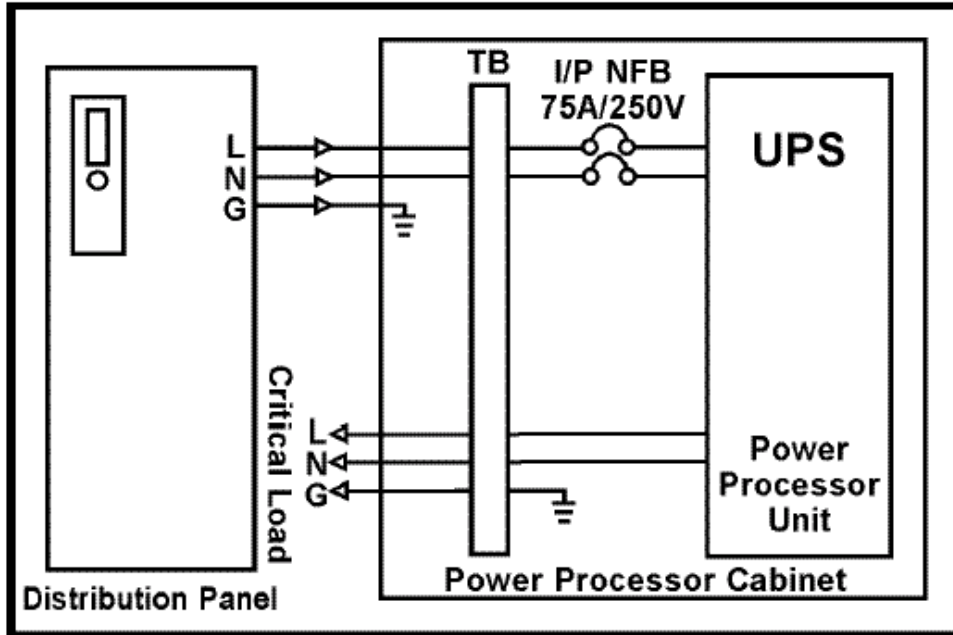 TB
I/P NFB
75A/250V
UPS
L
N
G
Critical Load
L
N
G
Power
Processor
Unit
Power Processor Cabinet
Distribution Panel